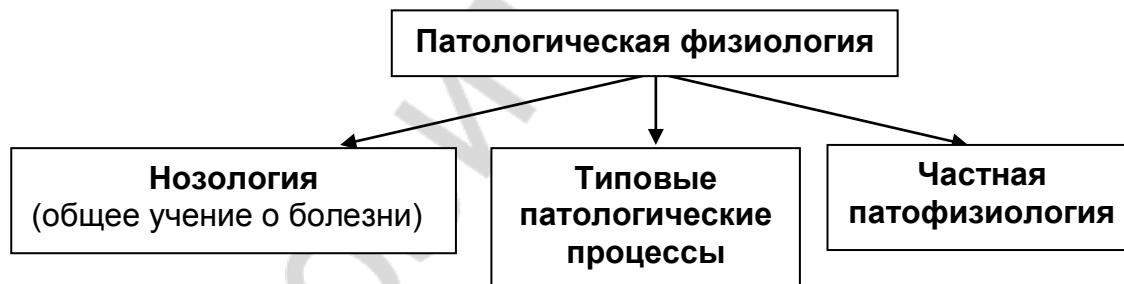 Патологическая физиология
Нозология
(общее учение о болезни)
Типовые
патологические
процессы
Частная
патофизиология